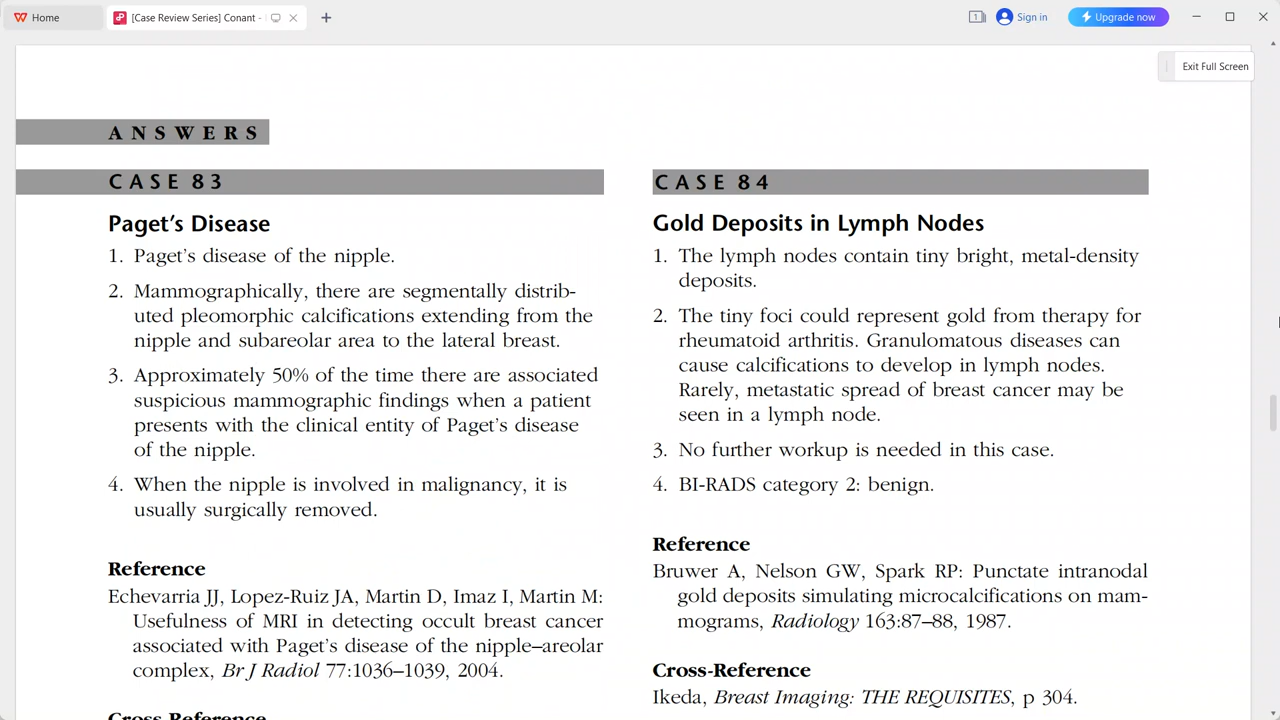 Home
[Case Review Series] Conant -
1
Sign in
Upgrade now
Exit Full Screen
ANSWERS
CASE 83
Paget's Disease
1. Paget's disease of the nipple.
2. Mammographically, there are segmentally distrib-
uted pleomorphic calcifications extending from the
nipple and subareolar area to the lateral breast.
3. Approximately 50% of the time there are associated
suspicious mammographic findings when a patient
presents with the clinical entity of Paget's disease
of the nipple.
4. When the nipple is involved in malignancy, it is
usually surgically removed.
Reference
Echevarria JJ, Lopez-Ruiz JA, Martin D, Imaz I, Martin M:
Usefulness of MRI in detecting occult breast cancer
associated with Paget's disease of the nipple–areolar
complex, Br J Radiol 77:1036–1039, 2004.
Cross-Reference
CASE 84
Gold Deposits in Lymph Nodes
1. The lymph nodes contain tiny bright, metal-density
deposits.
2. The tiny foci could represent gold from therapy for
rheumatoid arthritis. Granulomatous diseases can
cause calcifications to develop in lymph nodes.
Rarely, metastatic spread of breast cancer may be
seen in a lymph node.
3. No further workup is needed in this case.
4. BI-RADS category 2: benign.
Reference
Bruwer A, Nelson GW, Spark RP: Punctate intranodal
gold deposits simulating microcalcifications on mam-
mograms, Radiology 163:87–88, 1987.
Cross-Reference
Ikeda, Breast Imaging: THE REQUISITES, p 304.